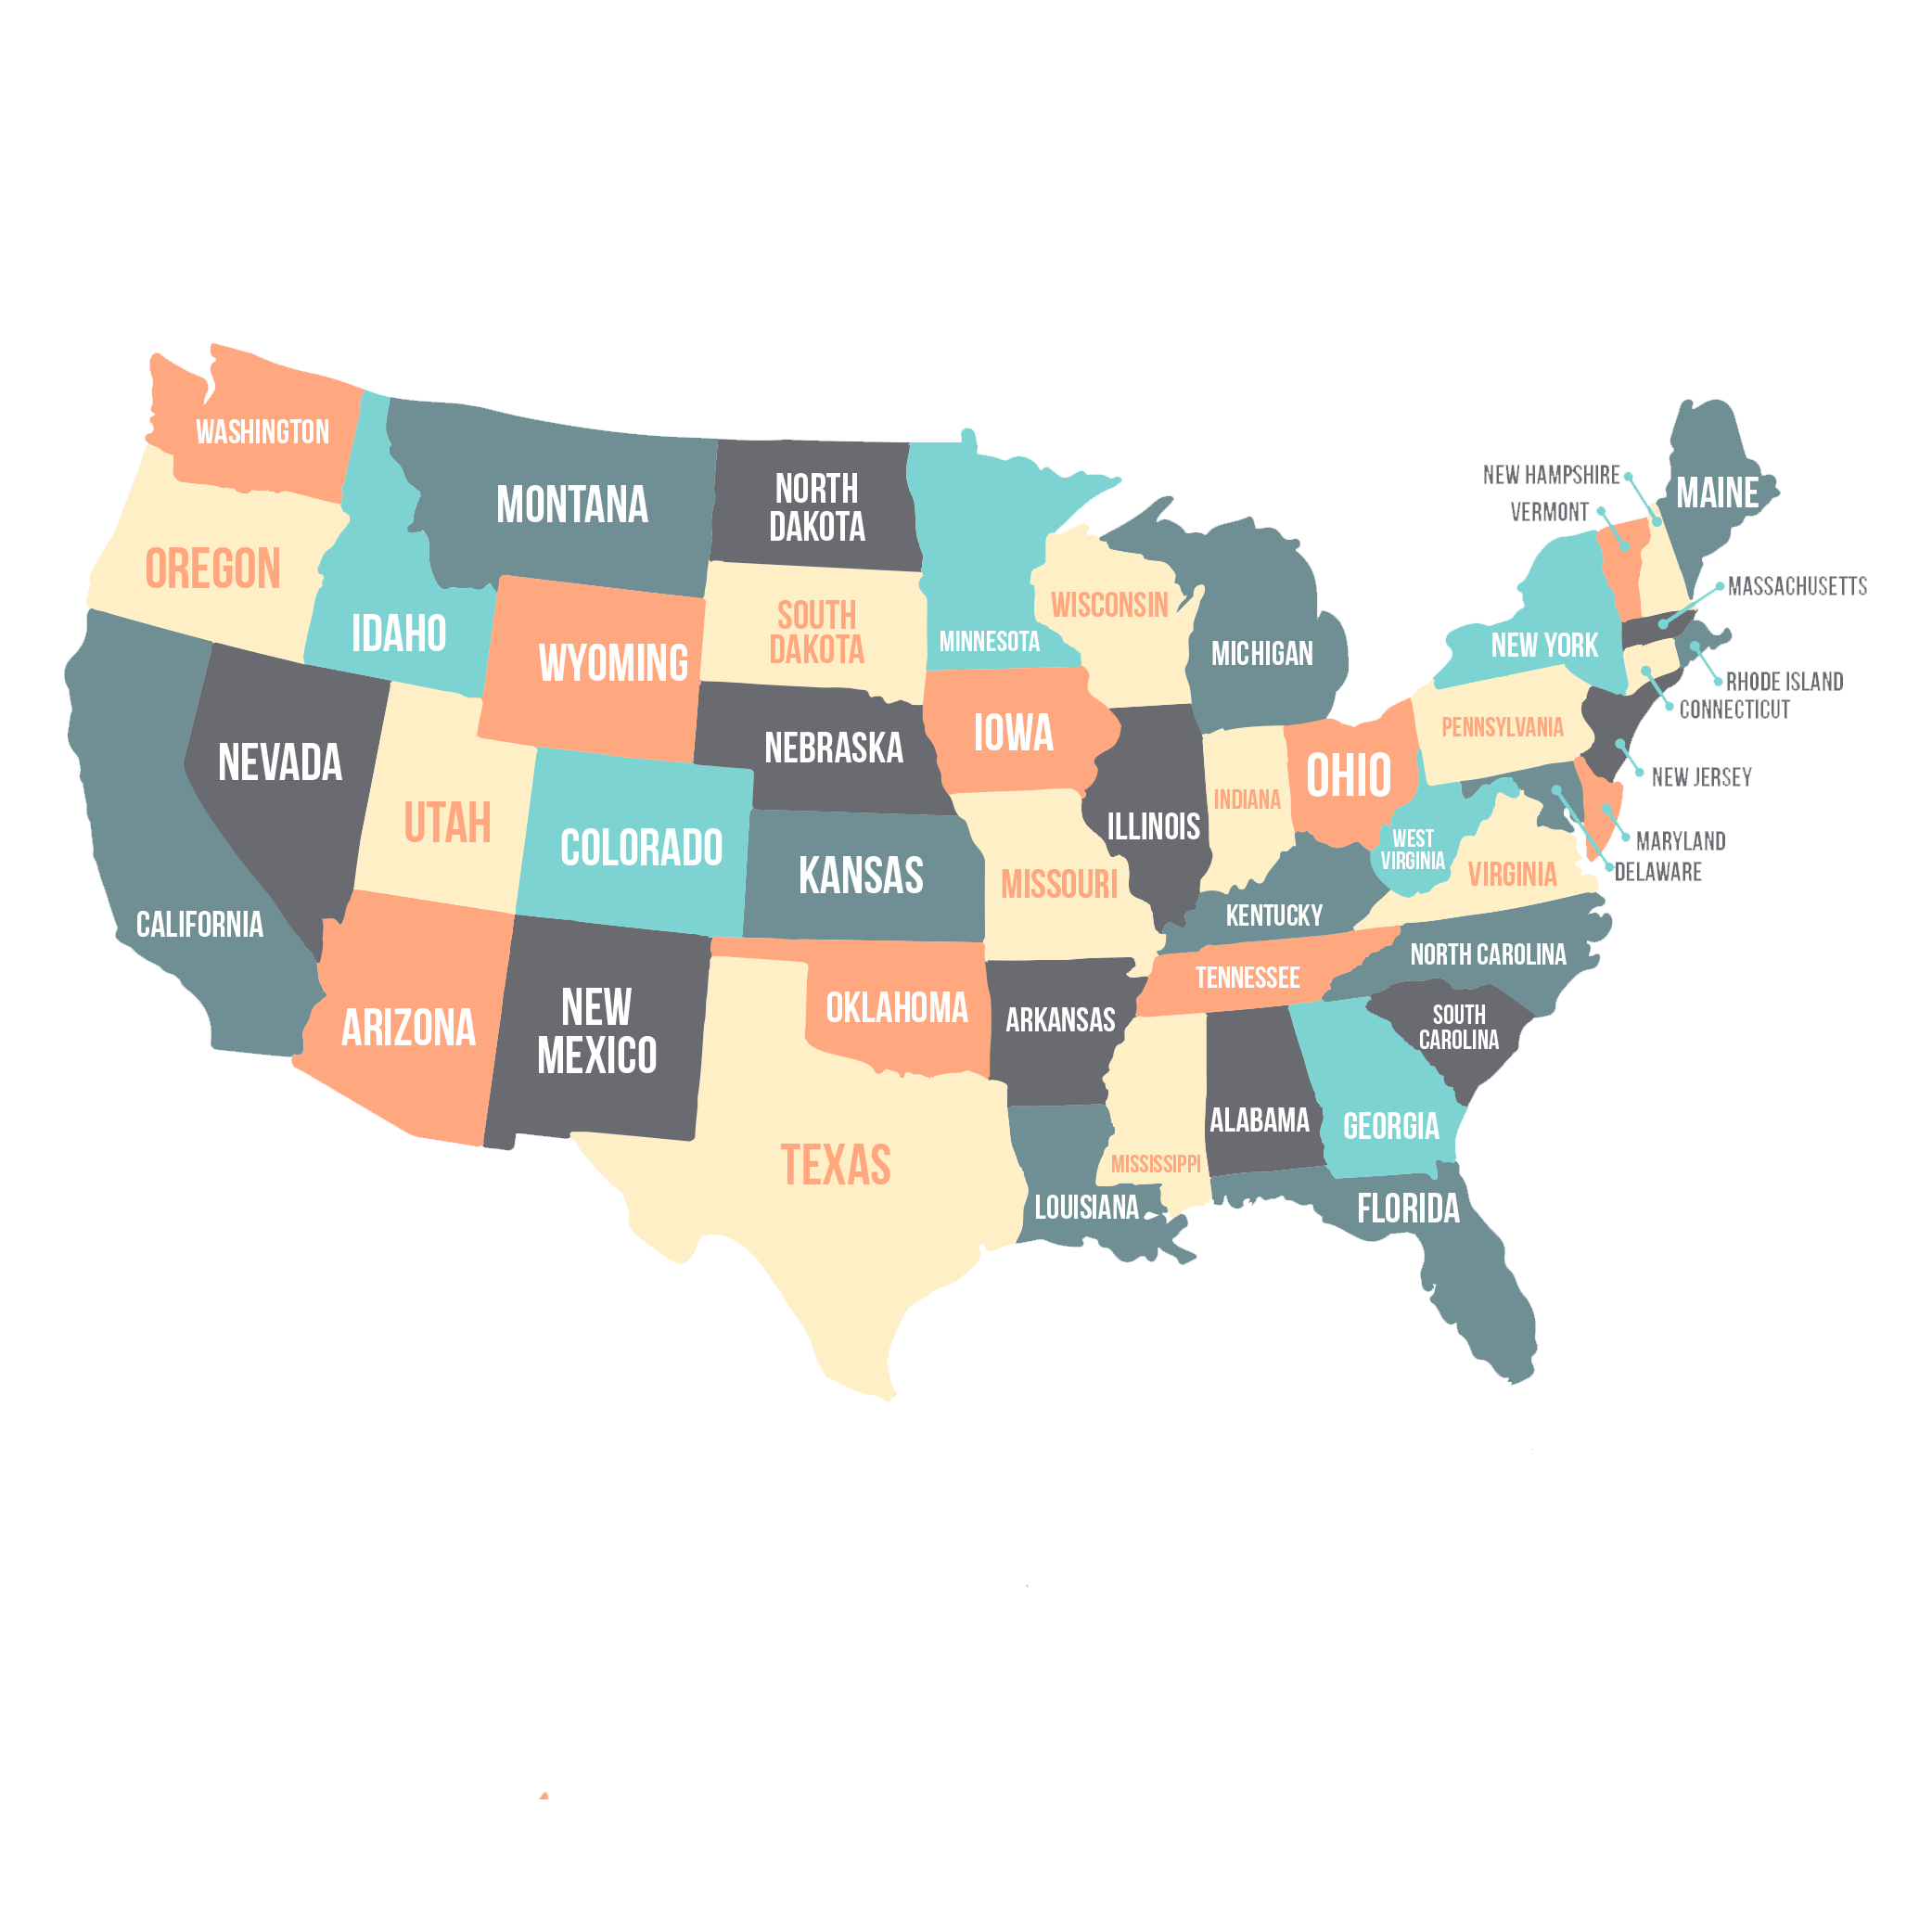 WASHINGTON
OREGON
CALIFORNIA
NEVADA
IDAHO
MONTANA
WYOMING
UTAH
ARIZONA
COLORADO
NEW
MEXICO
NORTH
DAKOTA
SOUTH
DAKOTA
NEBRASKA
KANSAS
OKLAHOMA
TEXAS
MINNESOTA
IOWA
MISSOURI
ARKANSAS
LOUISIANA
WISCONSIN
ILLINOIS
MICHIGAN
INDIANA
OHIO
KENTUCKY
TENNESSEE
MISSISSIPPI
ALABAMA
GEORGIA
FLORIDA
SOUTH
CAROLINA
NORTH CAROLINA
VIRGINIA
WEST
VIRGINIA
PENNSYLVANIA
NEW YORK
NEW HAMPSHIRE
VERMONT
MAINE
MASSACHUSETTS
RHODE ISLAND
CONNECTICUT
NEW JERSEY
MARYLAND
DELAWARE